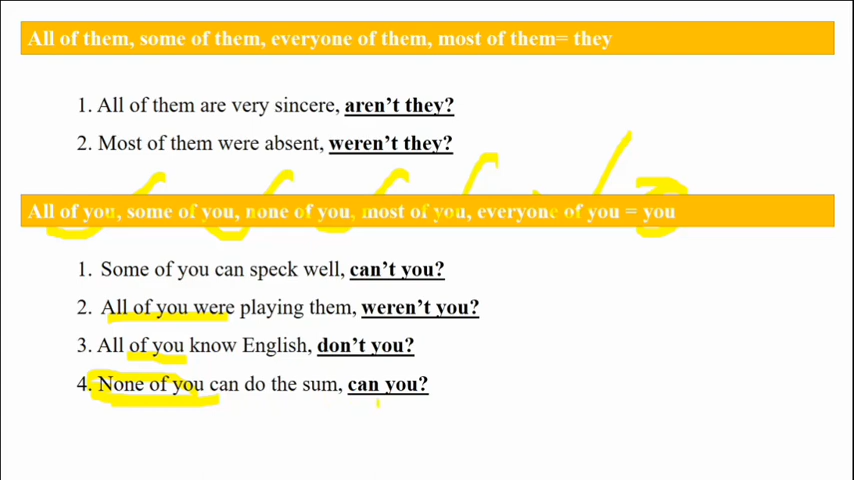 All of them, some of them, everyone of them, most of them= they
1. All of them are very sincere, aren't they?
2. Most of them were absent, weren't they?
All of you, some of you, none of you, most of you, everyone of you = you
1. Some of you can speck well, can't you?
2. All of you were playing them, weren't you?
3. All of you know English, don't you?
4. None of you can do the sum, can you?